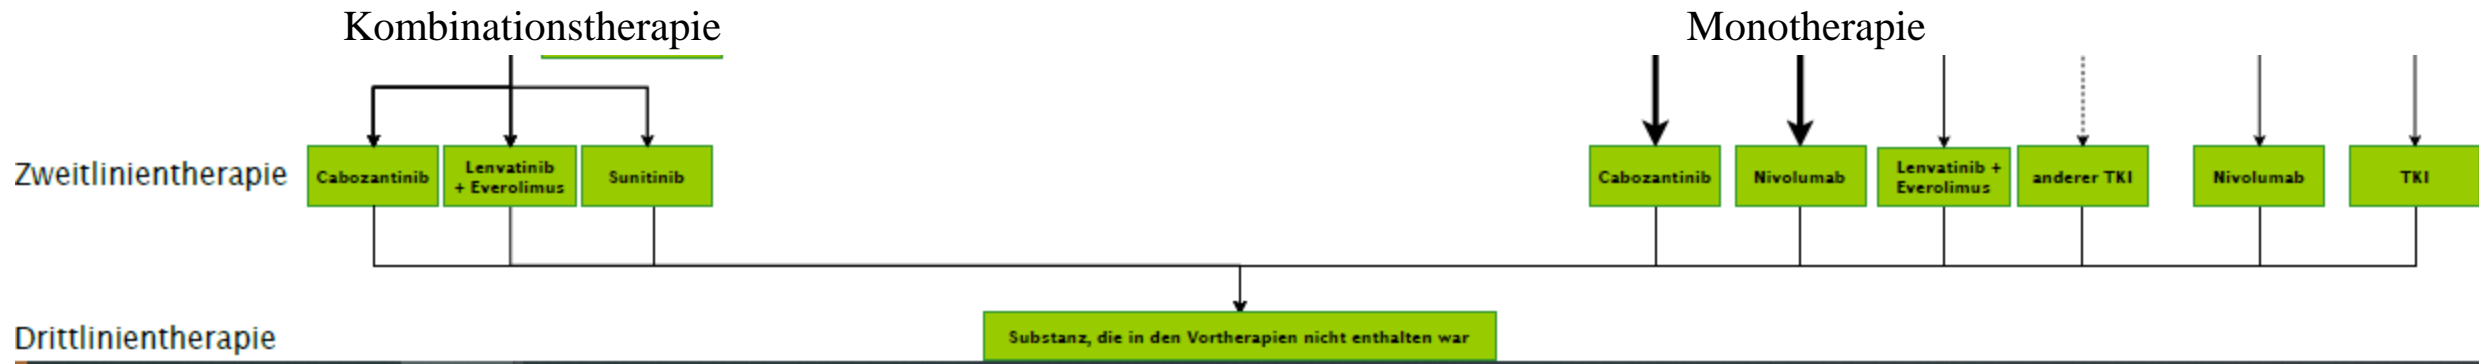 Kombinationstherapie
Monotherapie
Zweitlinientherapie
Cabozantinib
Lenvatinib
+ Everolimus
Sunitinib
Cabozantinib
Nivolumab
Lenvatinib +
Everolimus
anderer TKI
Nivolumab
TKI
Drittlinientherapie
Substanz, die in den Vortherapien nicht enthalten war